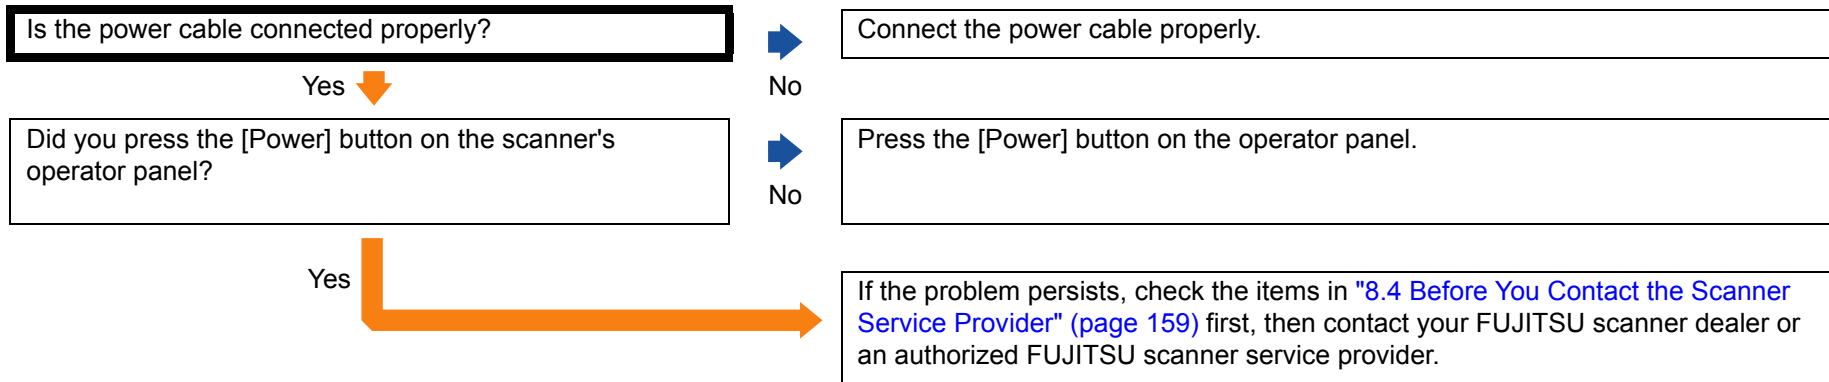 Is the power cable connected properly?
Connect the power cable properly.
Yes
No
Did you press the [Power] button on the scanner's
operator panel?
Press the [Power] button on the operator panel.
No
Yes
If the problem persists, check the items in "8.4 Before You Contact the Scanner
Service Provider" (page 159) first, then contact your FUJITSU scanner dealer or
an authorized FUJITSU scanner service provider.